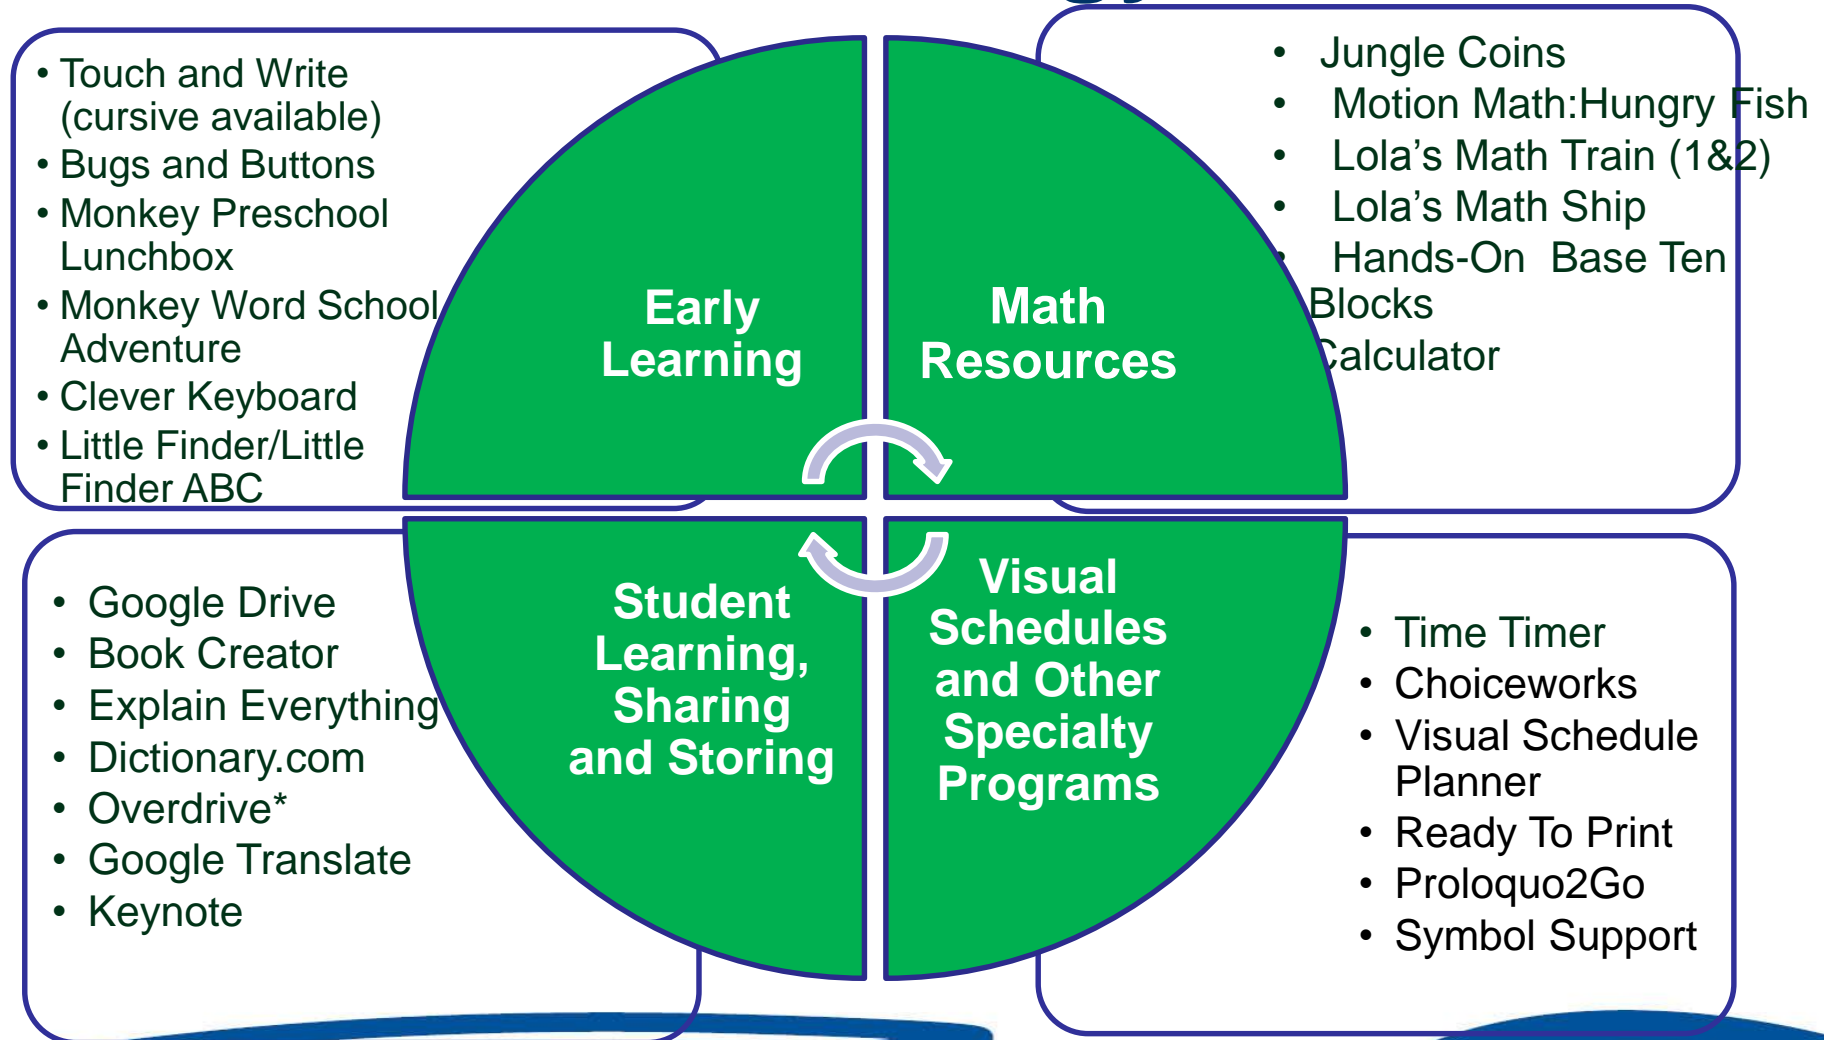 • Touch and Write
(cursive available)
• Bugs and Buttons
• Monkey Preschool
Lunchbox
• Monkey Word School
Adventure
• Clever Keyboard
• Little Finder/Little
Finder ABC
Early
Learning
Math
Resources
• Jungle Coins
• Motion Math:Hungry Fish
• Lola’s Math Train (1&2)
• Lola’s Math Ship
• Hands-On Base Ten
Blocks
Calculator
• Google Drive
• Book Creator
• Explain Everything
• Dictionary.com
• Overdrive*
• Google Translate
• Keynote
Student
Learning,
Sharing
and Storing
Visual
Schedules
and Other
Specialty
Programs
• Time Timer
• Choiceworks
• Visual Schedule
Planner
• Ready To Print
• Proloquo2Go
• Symbol Support